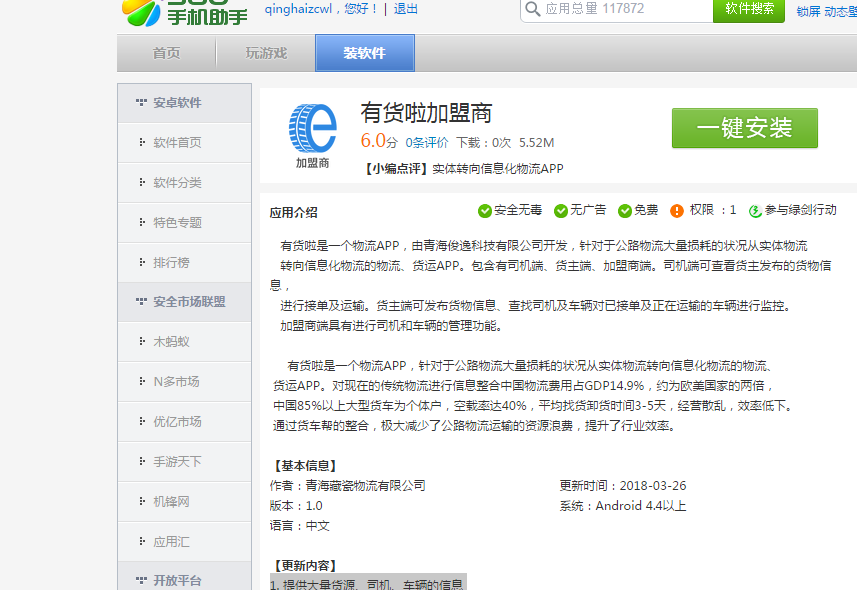 手机助手
qinghaizcwl，您好！ | 退出
应用总量 117872
软件搜索
锁屏 动态壁
首页
玩游戏
装软件
安卓软件
软件首页
软件分类
特色专题
排行榜
安全市场联盟
木蚂蚁
N多市场
优亿市场
手游天下
机锋网
应用汇
开放平台
加盟商
有货啦加盟商
6.0分 0条评价 下载：0次 5.52M
【小编点评】实体转向信息化物流APP
一键安装
应用介绍
安全无毒 无广告 免费 权限 ：1 参与绿剑行动
有货啦是一个物流APP，由青海俊逸科技有限公司开发，针对于公路物流大量损耗的状况从实体物流
转向信息化物流的物流、货运APP。包含有司机端、货主端、加盟商端。司机端可查看货主发布的货物信
息，
进行接单及运输。货主端可发布货物信息、查找司机及车辆对已接单及正在运输的车辆进行监控。
加盟商端具有进行司机和车辆的管理功能。
有货啦是一个物流APP，针对于公路物流大量损耗的状况从实体物流转向信息化物流的物流、
货运APP。对现在的传统物流进行信息整合中国物流费用占GDP14.9%，约为欧美国家的两倍，
中国85%以上大型货车为个体户，空载率达40%，平均找货卸货时间3-5天，经营散乱，效率低下。
通过货车帮的整合，极大减少了公路物流运输的资源浪费，提升了行业效率。
【基本信息】
作者：青海藏瓷物流有限公司
更新时间：2018-03-26
版本：1.0
系统：Android 4.4以上
语言：中文
【更新内容】
1. 提供大量货源、司机、车辆的信息